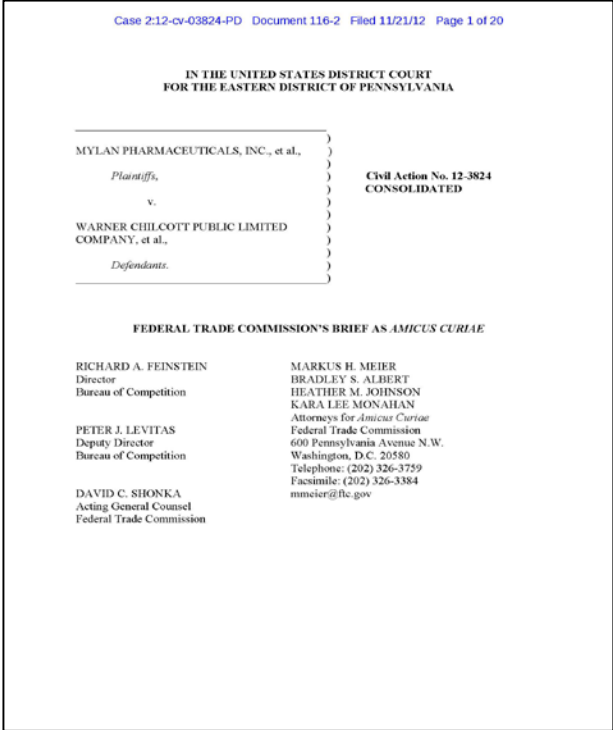 Case 2:12-cv-03824-PD Document 116-2 Filed 11/21/12 Page 1 of 20
IN THE UNITED STATES DISTRICT COURT
FOR THE EASTERN DISTRICT OF PENNSYLVANIA
MYLAN PHARMACEUTICALS, INC., et al.,
Plaintiffs,
v.
WARNER CHILCOTT PUBLIC LIMITED
COMPANY, et al.,
Defendants.
)
)
)
)
)
)
)
)
)
)
)
)
Civil Action No. 12-3824
CONSOLIDATED
FEDERAL TRADE COMMISSION'S BRIEF AS AMICUS CURIAE
RICHARD A. FEINSTEIN
Director
Bureau of Competition
PETER J. LEVITAS
Deputy Director
Bureau of Competition
DAVID C. SHONKA
Acting General Counsel
Federal Trade Commission
MARKUS H. MEIER
BRADLEY S. ALBERT
HEATHER M. JOHNSON
KARA LEE MONAHAN
Attorneys for Amicus Curiae
Federal Trade Commission
600 Pennsylvania Avenue N.W.
Washington, D.C. 20580
Telephone: (202) 326-3759
Facsimile: (202) 326-3384
mmeier@ftc.gov